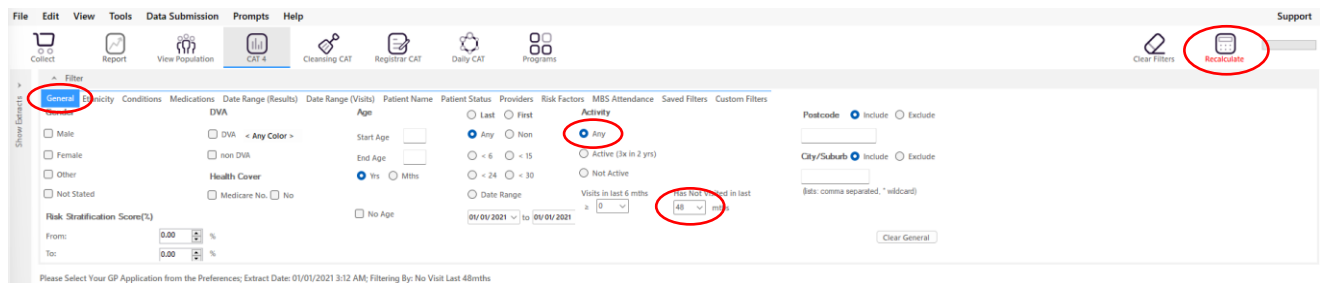 File Edit View Tools Data Submission Prompts Help Support
Collect Report View Population CAT 4 Cleansing CAT Registrar CAT Daily CAT Programs Clear Filters Recalculate
Show Extracts
Filter
General Ethnicity Conditions Medications Date Range (Results) Date Range (Visits) Patient Name Patient Status Providers Risk Factors MBS Attendance Saved Filters Custom Filters
Gender DVA Age Last First Activity Postcode Include Exclude
Male DVA < Any Color > Start Age Any Non Any
Female non DVA End Age < 6 < 15 Active (3x in 2 yrs) City/Suburb Include Exclude
Other Health Cover Yrs Mths < 24 < 30 Not Active
Not Stated Medicare No. No Date Range Visits in last 6 mths Has Not Visited in last (lists: comma separated, * wildcard)
Risk Stratification Score(%) No Age 01/01/2021 to 01/01/2021 ≥ 0 48 mths
From: 0.00 % Clear General
To: 0.00 %
Please Select Your GP Application from the Preferences; Extract Date: 01/01/2021 3:12 AM; Filtering By: No Visit Last 48mths